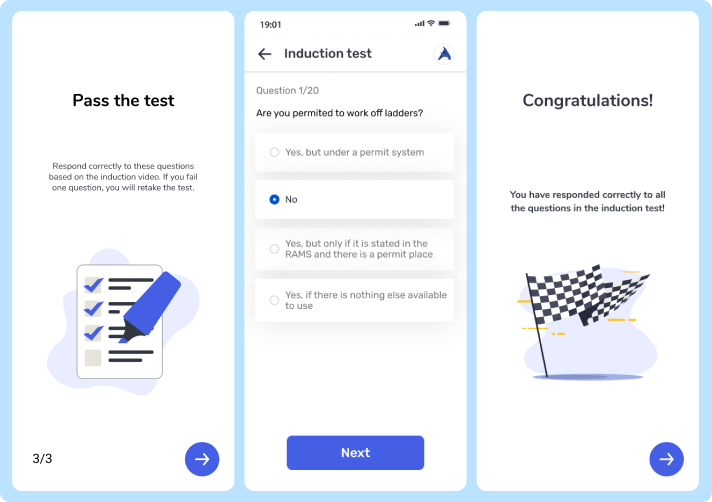 Pass the test
Respond correctly to these questions
based on the induction video. If you fail
one question, you will retake the test.
3/3
19:01
Induction test
Question 1/20
Are you permited to work off ladders?
Yes, but under a permit system
No
Yes, but only if it is stated in the
RAMS and there is a permit place
Yes, if there is nothing else available
to use
Next
Congratulations!
You have responded correctly to all
the questions in the induction test!